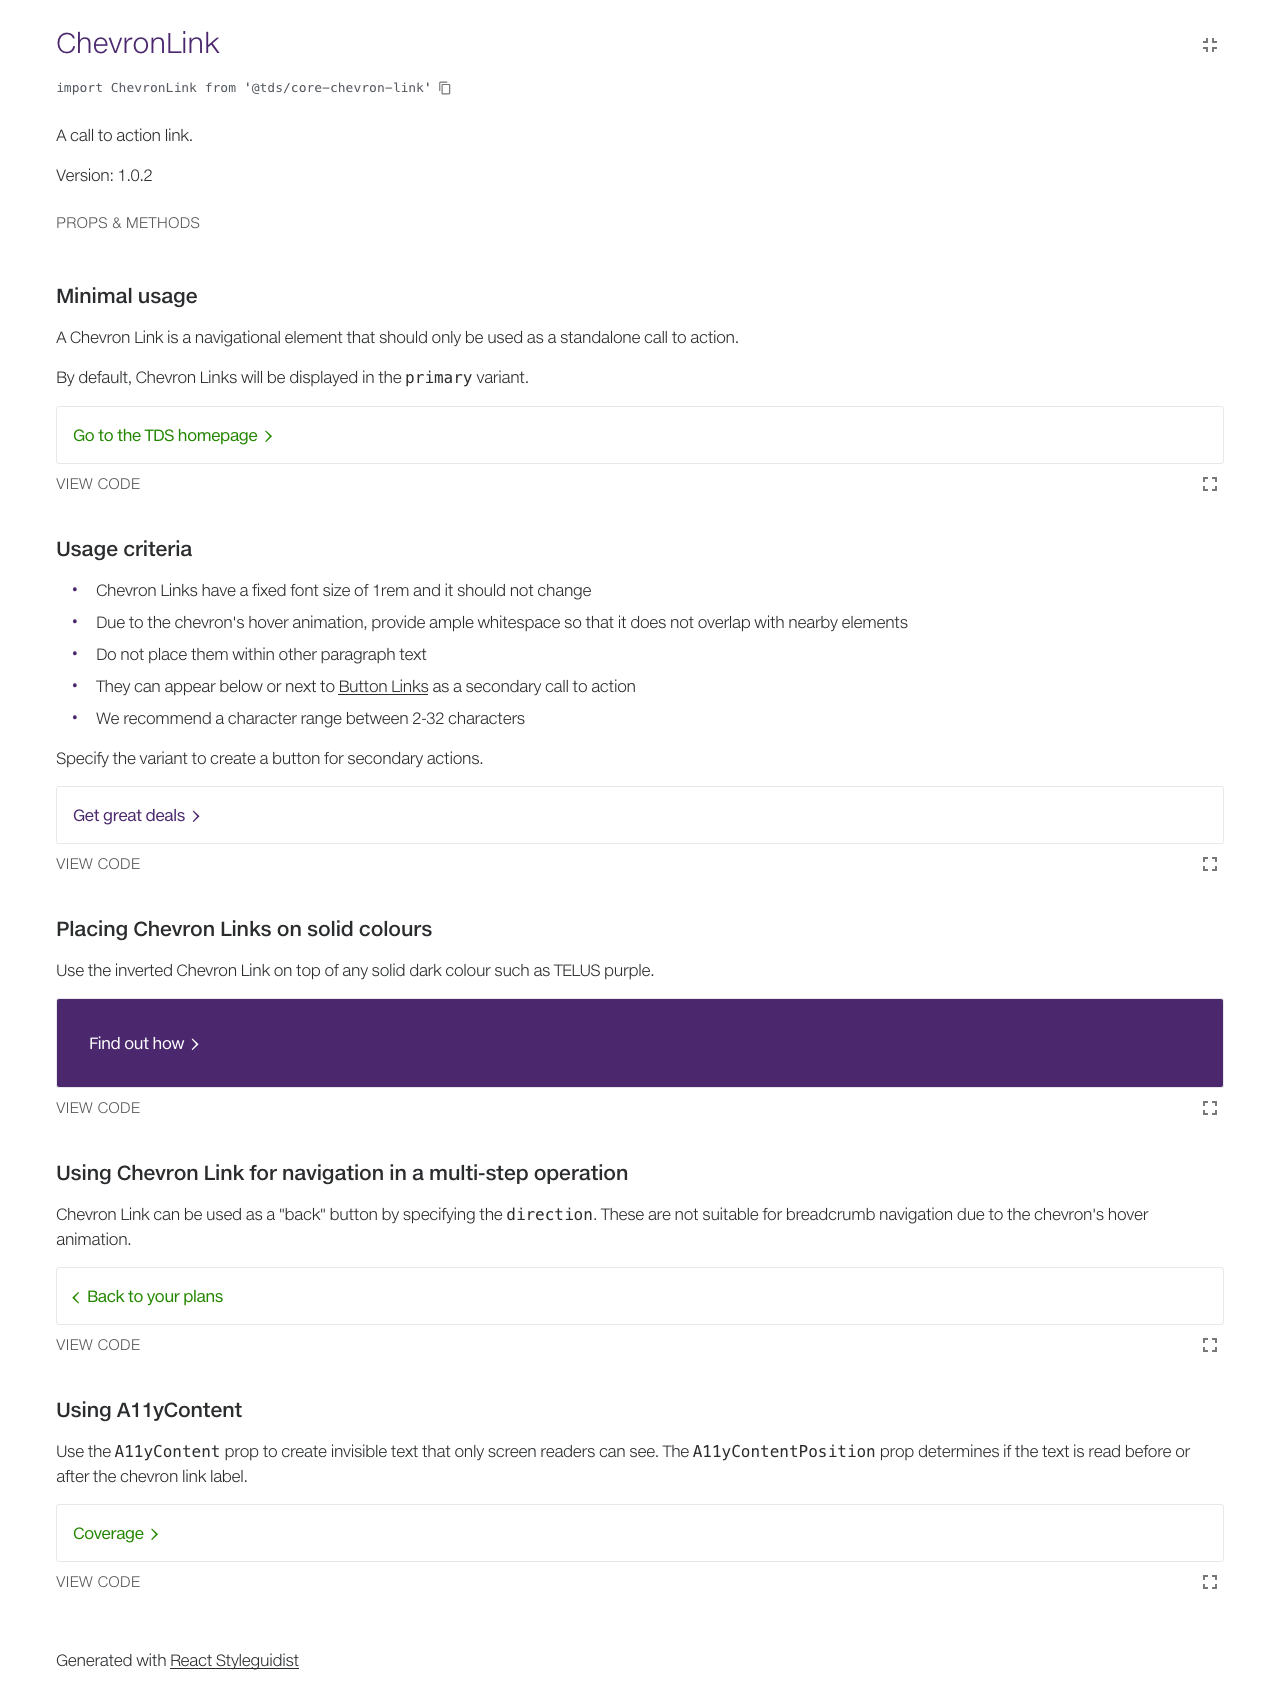 ChevronLink
import ChevronLink from '@tds/core-chevron-link'
A call to action link.
Version: 1.0.2
PROPS & METHODS
Minimal usage
A Chevron Link is a navigational element that should only be used as a standalone call to action.
By default, Chevron Links will be displayed in the primary variant.
Go to the TDS homepage
VIEW CODE
Usage criteria
• Chevron Links have a fixed font size of 1rem and it should not change
• Due to the chevron's hover animation, provide ample whitespace so that it does not overlap with nearby elements
• Do not place them within other paragraph text
• They can appear below or next to Button Links as a secondary call to action
• We recommend a character range between 2-32 characters
Specify the variant to create a button for secondary actions.
Get great deals
VIEW CODE
Placing Chevron Links on solid colours
Use the inverted Chevron Link on top of any solid dark colour such as TELUS purple.
Find out how
VIEW CODE
Using Chevron Link for navigation in a multi-step operation
Chevron Link can be used as a "back" button by specifying the direction. These are not suitable for breadcrumb navigation due to the chevron's hover
animation.
Back to your plans
VIEW CODE
Using A11yContent
Use the A11yContent prop to create invisible text that only screen readers can see. The A11yContentPosition prop determines if the text is read before or
after the chevron link label.
Coverage
VIEW CODE
Generated with React Styleguidist